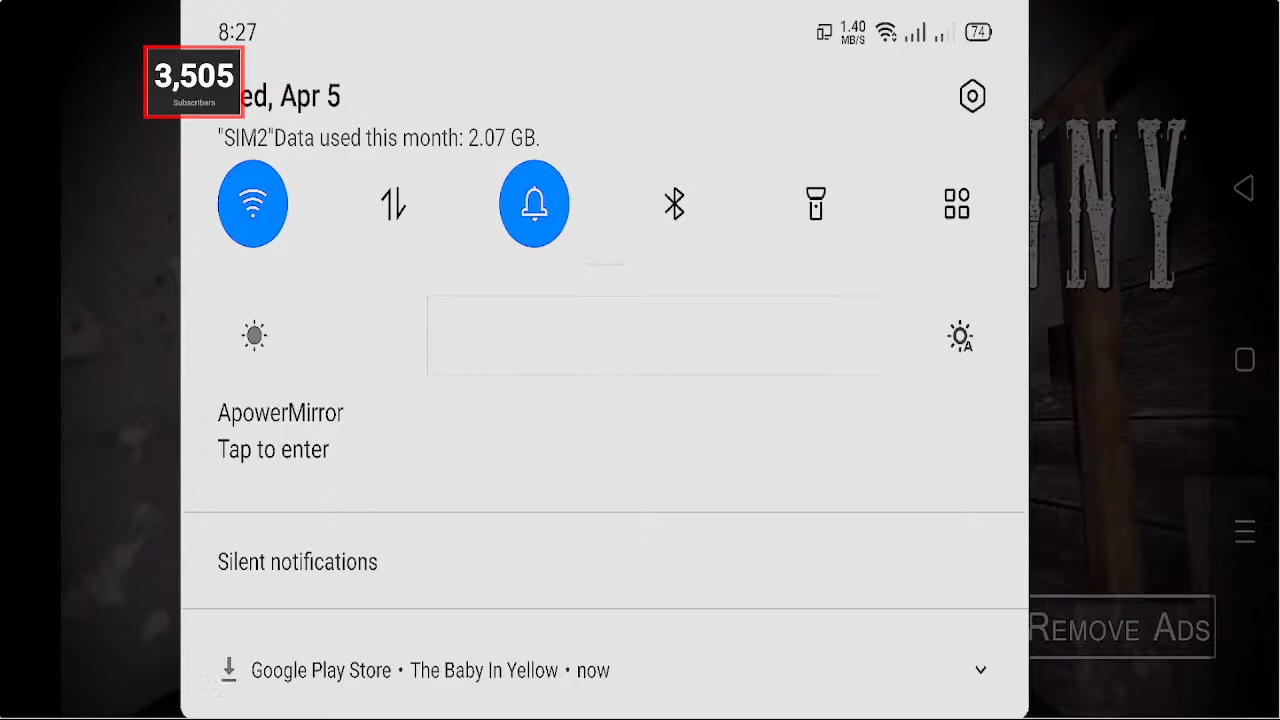 8:27
1.40
MB/S
74
3,505
Subscribers
ed, Apr 5
"SIM2"Data used this month: 2.07 GB.
A
ApowerMirror
Tap to enter
Silent notifications
Google Play Store • The Baby In Yellow • now
NY
REMOVE ADS